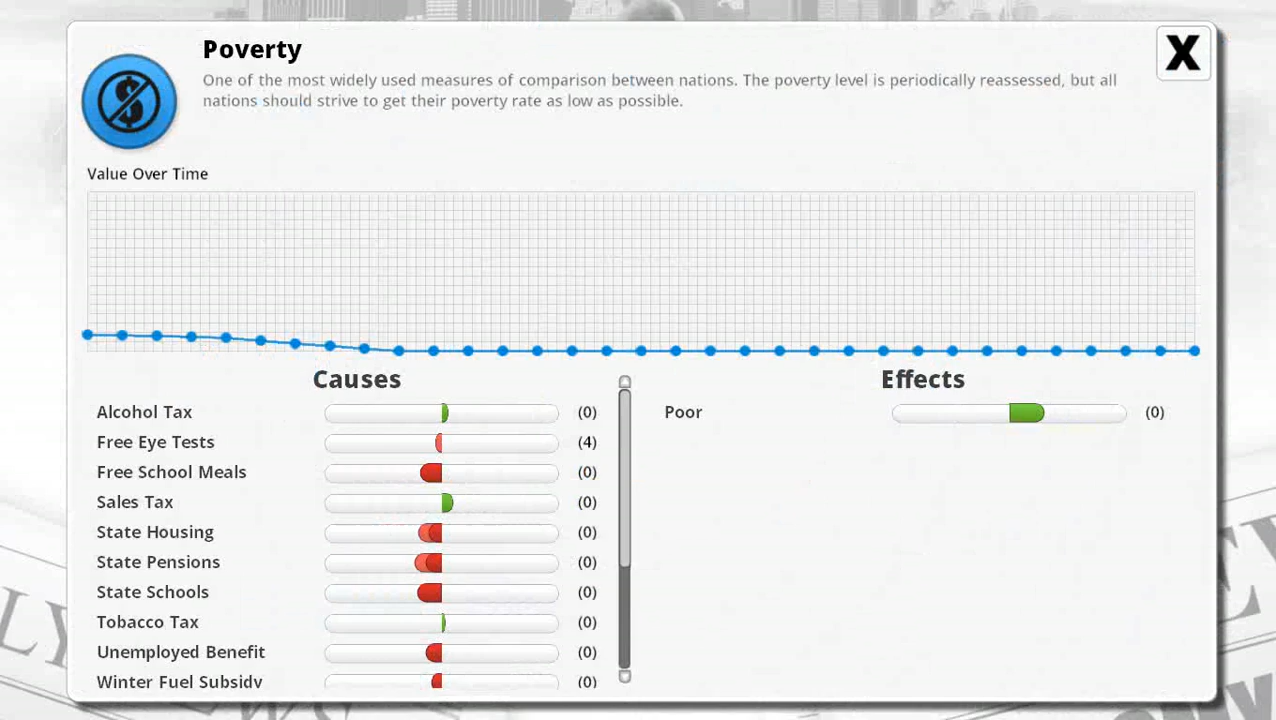 Poverty
X
One of the most widely used measures of comparison between nations. The poverty level is periodically reassessed, but all
nations should strive to get their poverty rate as low as possible.
Value Over Time
Causes
Effects
Alcohol Tax (0)
Poor (0)
Free Eye Tests (4)
Free School Meals (0)
Sales Tax (0)
State Housing (0)
State Pensions (0)
State Schools (0)
Tobacco Tax (0)
Unemployed Benefit (0)
Winter Fuel Subsidy (0)